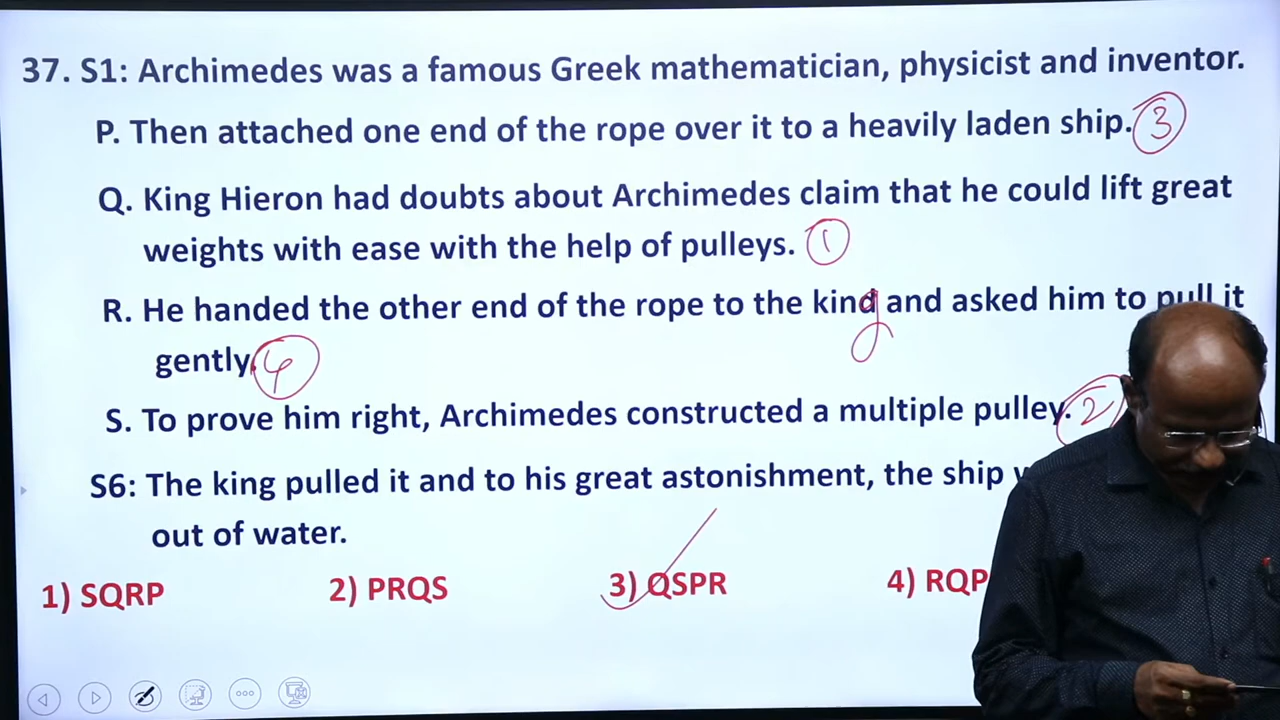 37. S1: Archimedes was a famous Greek mathematician, physicist and inventor.
P. Then attached one end of the rope over it to a heavily laden ship. 3
Q. King Hieron had doubts about Archimedes claim that he could lift great
weights with ease with the help of pulleys. 1
R. He handed the other end of the rope to the king and asked him to pull it
gently. 4
S. To prove him right, Archimedes constructed a multiple pulley. 2
S6: The king pulled it and to his great astonishment, the ship
out of water.
1) SQRP 2) PRQS 3) QSPR 4) RQP